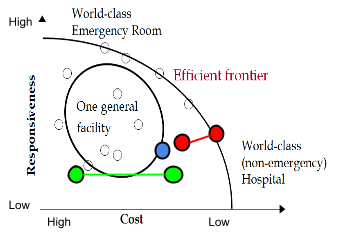 World-class
Emergency Room
High
Efficient frontier
One general
facility
Responsiveness
World-class
(non-emergency)
Hospital
Low
High
Cost
Low